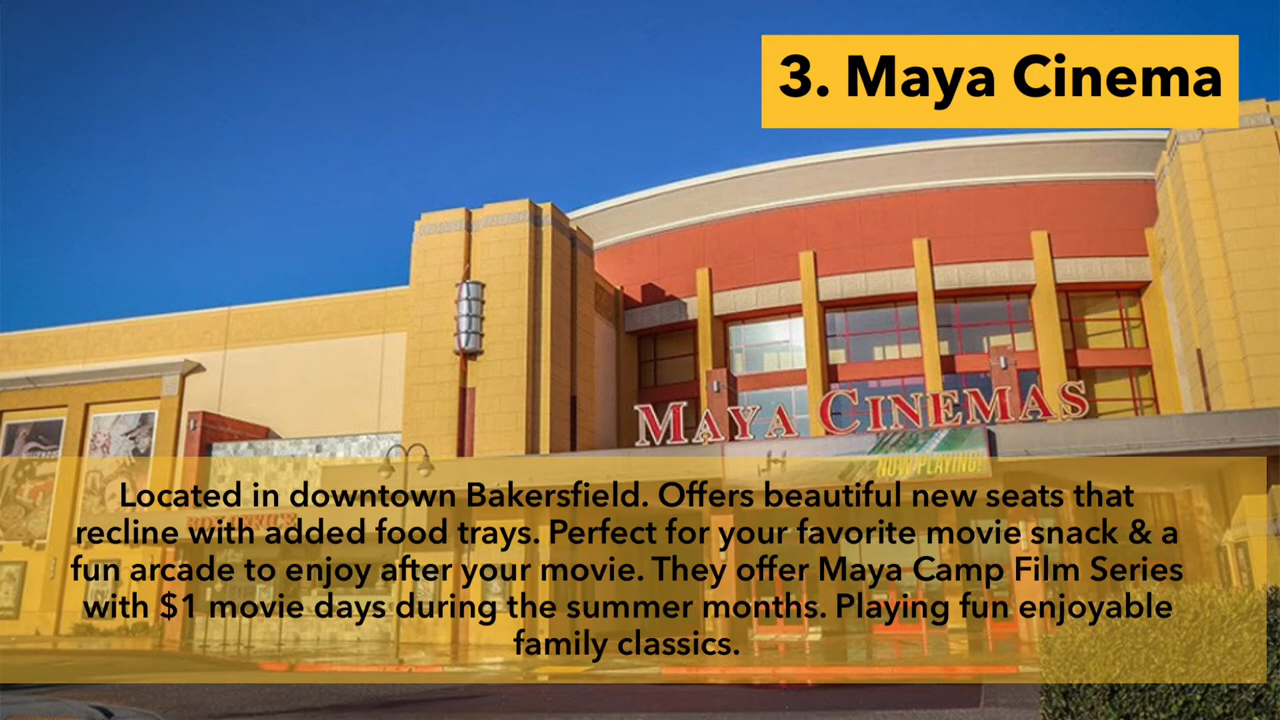 3. Maya Cinema
MAYA CINEMAS
NOW PLAYING!
BOX OFFICE
Located in downtown Bakersfield. Offers beautiful new seats that
recline with added food trays. Perfect for your favorite movie snack & a
fun arcade to enjoy after your movie. They offer Maya Camp Film Series
with $1 movie days during the summer months. Playing fun enjoyable
family classics.